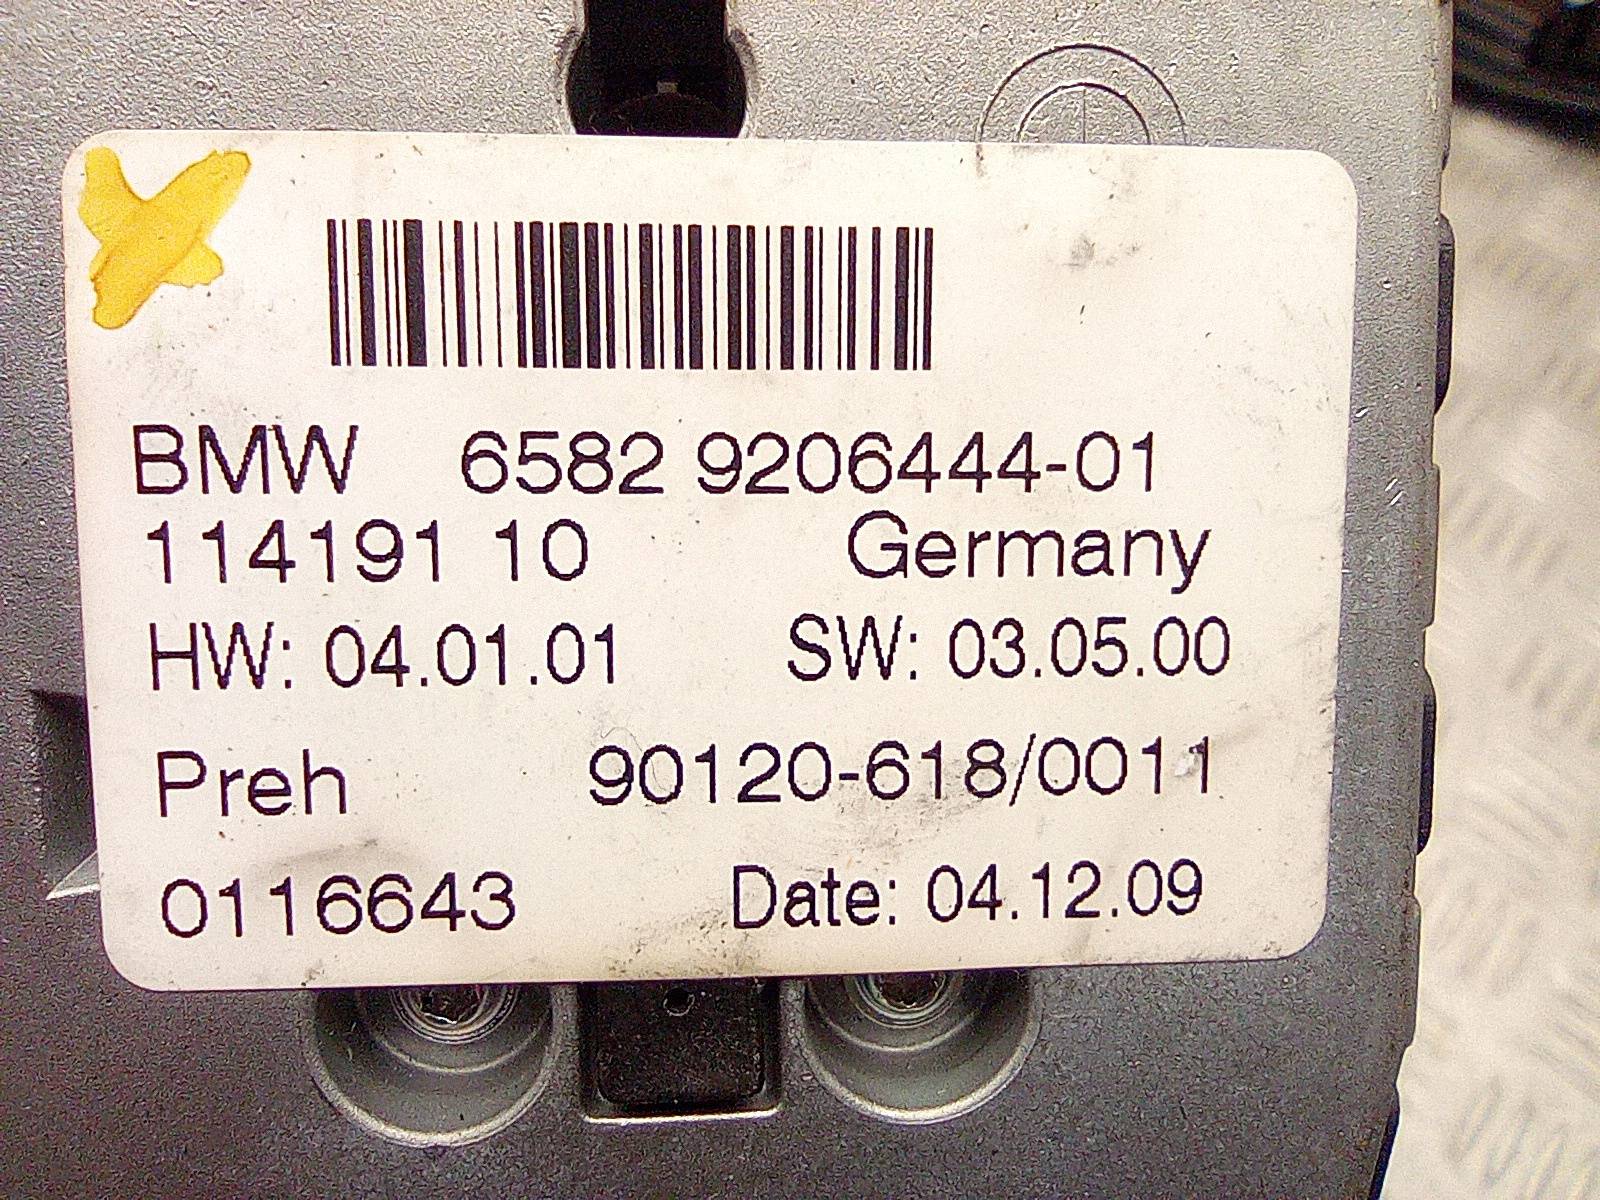 BMW 6582 9206444-01
114191 10 Germany
HW: 04.01.01 SW: 03.05.00
Preh 90120-618/0011
0116643 Date: 04.12.09